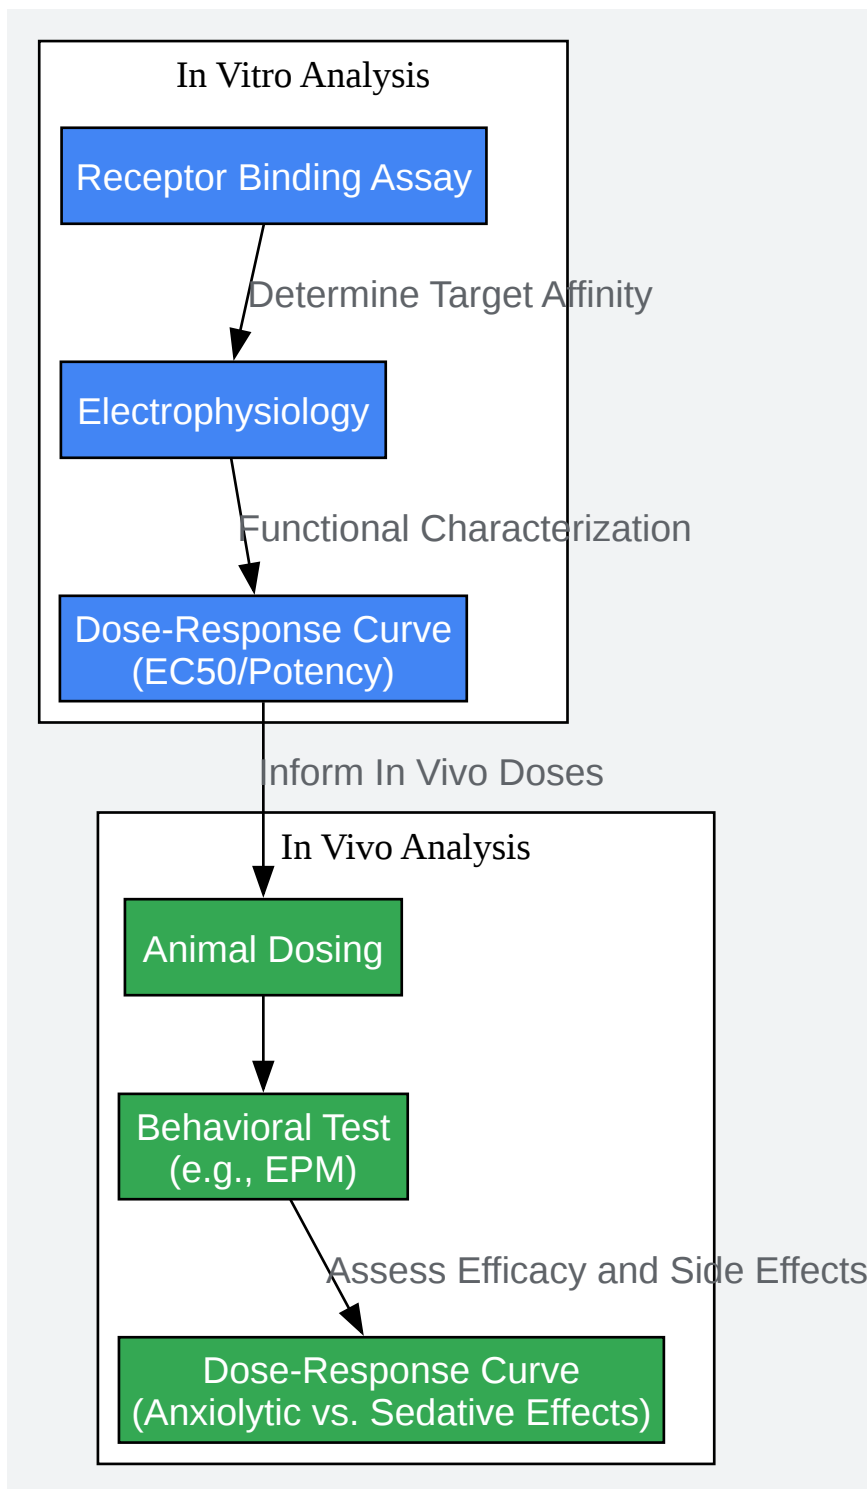 In Vitro Analysis
Receptor Binding Assay
Determine Target Affinity
Electrophysiology
Functional Characterization
Dose-Response Curve
(EC50/Potency)
Inform In Vivo Doses
In Vivo Analysis
Animal Dosing
Behavioral Test
(e.g., EPM)
Assess Efficacy and Side Effects
Dose-Response Curve
(Anxiolytic vs. Sedative Effects)